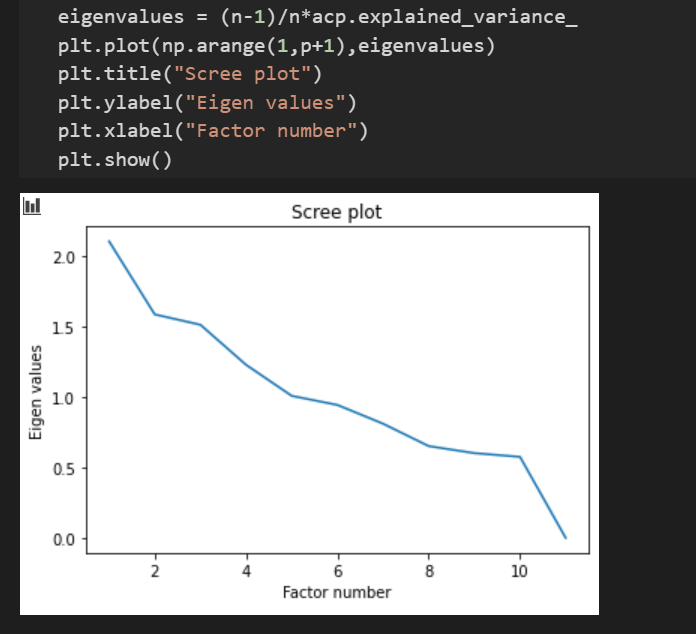 eigenvalues = (n-1)/n*acp.explained_variance_
plt.plot(np.arange(1,p+1),eigenvalues)
plt.title("Scree plot")
plt.ylabel("Eigen values")
plt.xlabel("Factor number")
plt.show()
Scree plot
2.0
1.5
1.0
0.5
0.0
Eigen values
2 4 6 8 10
Factor number